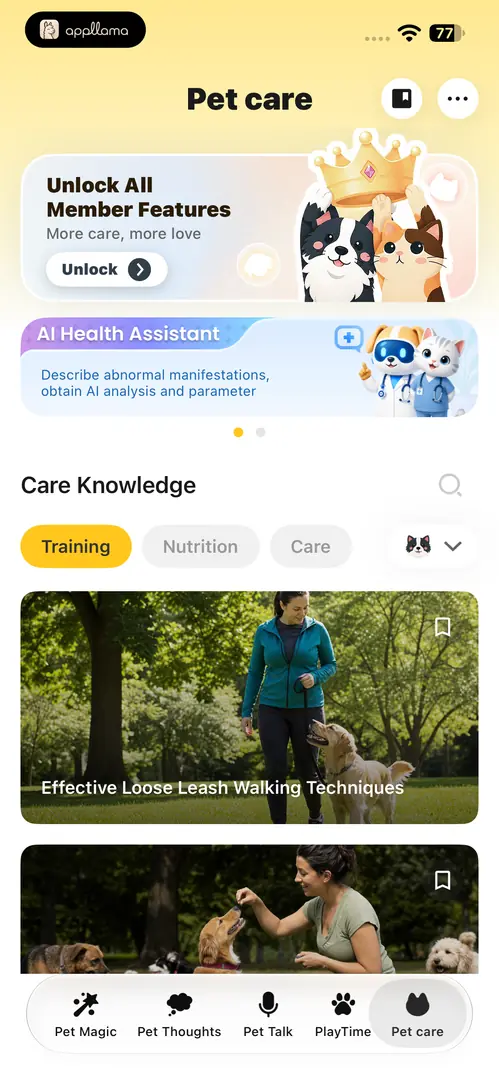 appllama
77
Pet care
Unlock All
Member Features
More care, more love
Unlock
AI Health Assistant
Describe abnormal manifestations,
obtain AI analysis and parameter
Care Knowledge
Training
Nutrition
Care
Effective Loose Leash Walking Techniques
Pet Magic
Pet Thoughts
Pet Talk
PlayTime
Pet care